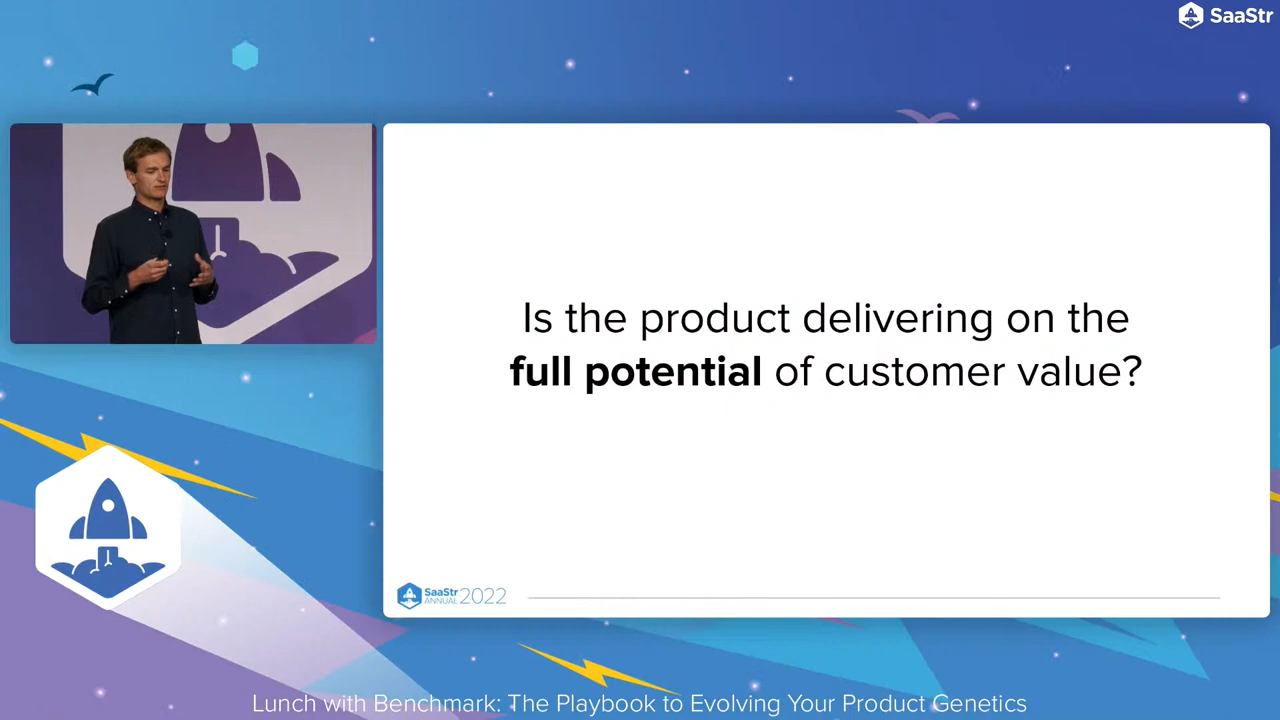 SaaStr
Is the product delivering on the
full potential of customer value?
SaaStr
ANNUAL 2022
Lunch with Benchmark: The Playbook to Evolving Your Product Genetics